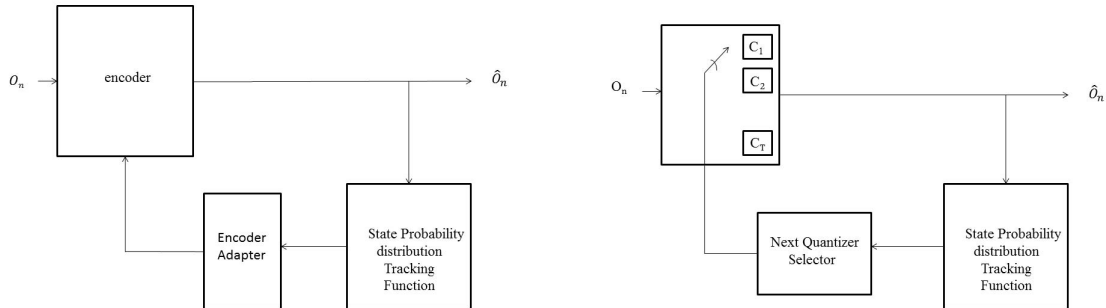 O_n
encoder
Ô_n
Encoder
Adapter
State Probability
distribution
Tracking
Function
O_n
C_1
C_2
C_T
Ô_n
Next Quantizer
Selector
State Probability
distribution
Tracking
Function